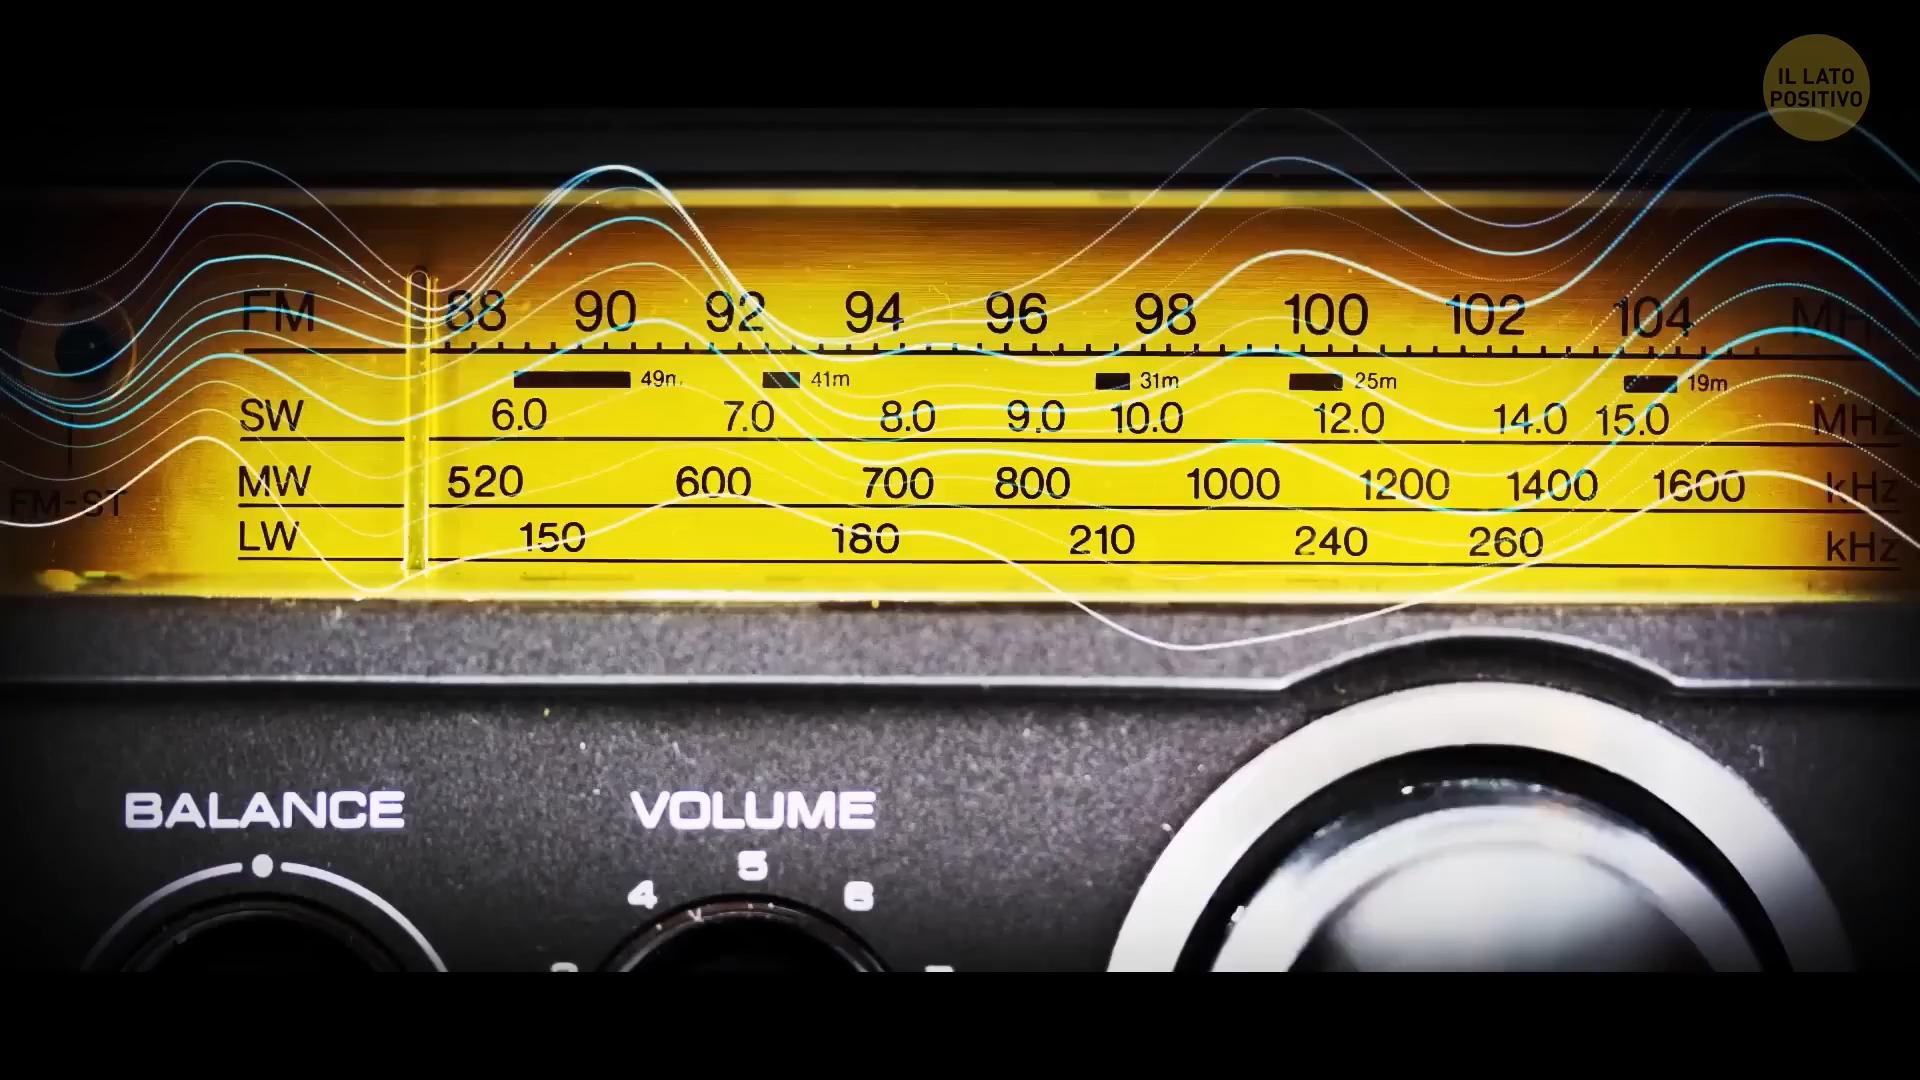 IL LATO
POSITIVO
FM 88 90 92 94 96 98 100 102 104 MHz
49m 41m 31m 25m 19m
SW 6.0 7.0 8.0 9.0 10.0 12.0 14.0 15.0 MHz
MW 520 600 700 800 1000 1200 1400 1600 kHz
FM-ST
LW 150 180 210 240 260 kHz
BALANCE VOLUME
4 5 6